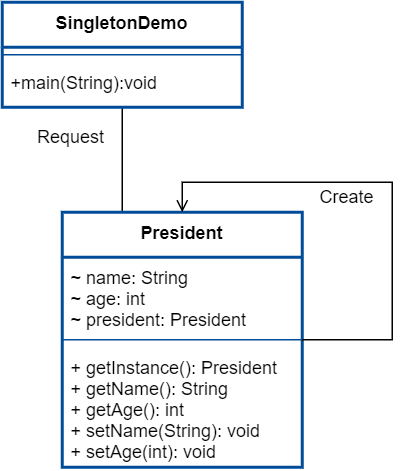 SingletonDemo
+main(String):void
Request
Create
President
~ name: String
~ age: int
~ president: President
+ getInstance(): President
+ getName(): String
+ getAge(): int
+ setName(String): void
+ setAge(int): void